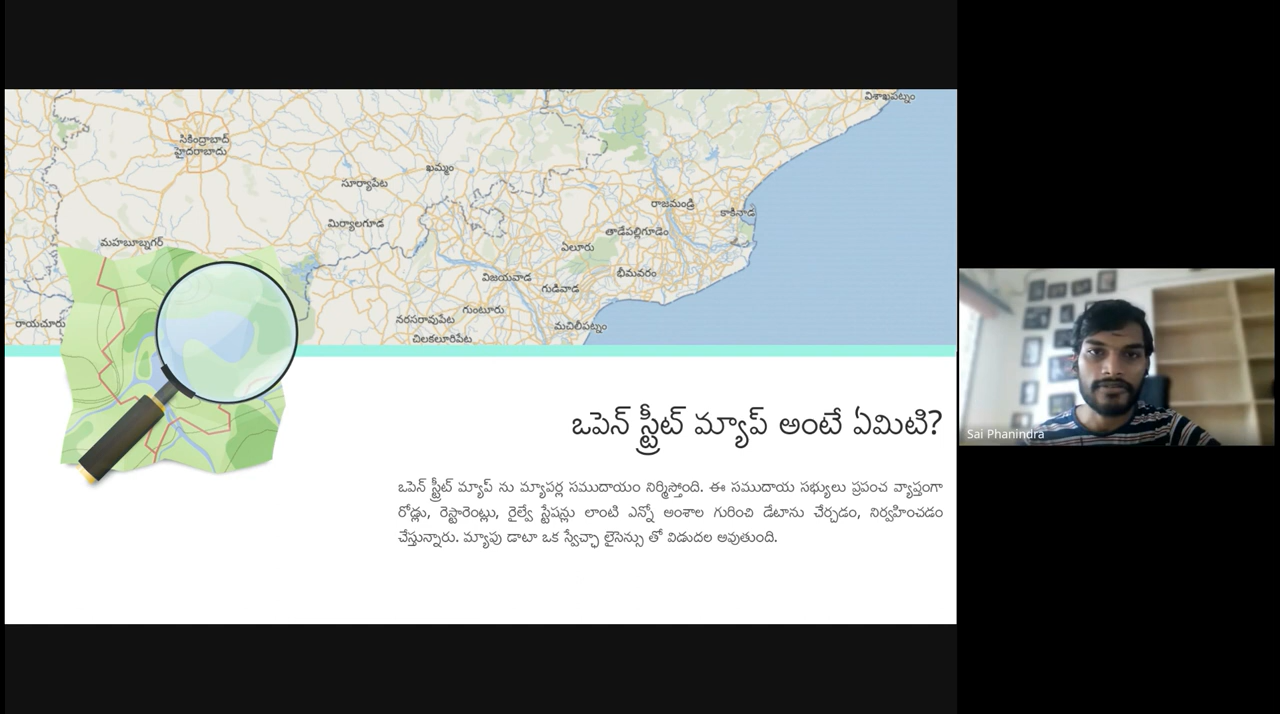 విశాఖపట్నం
సికింద్రాబాద్
హైదరాబాదు
ఖమ్మం
సూర్యాపేట
రాజమండ్రి
కాకినాడ
మిర్యాలగూడ
తాడేపల్లిగూడెం
మహబూబ్నగర్
ఏలూరు
భీమవరం
విజయవాడ
గుడివాడ
గుంటూరు
నరసరావుపేట
రాయచూరు
మచిలీపట్నం
చిలకలూరిపేట
ఒపెన్ స్ట్రీట్ మ్యాప్ అంటే ఏమిటి?
ఒపెన్ స్ట్రీట్ మ్యాప్ ను మ్యాపర్ల సముదాయం నిర్మిస్తోంది. ఈ సముదాయ సభ్యులు ప్రపంచ వ్యాప్తంగా
రోడ్లు, రెస్టారెంట్లు, రైల్వే స్టేషన్లు లాంటి ఎన్నో అంశాల గురించి డేటాను చేర్చడం, నిర్వహించడం
చేస్తున్నారు. మ్యాపు డాటా ఒక స్వేచ్ఛా లైసెన్సు తో విడుదల అవుతుంది.
Sai Phanindra